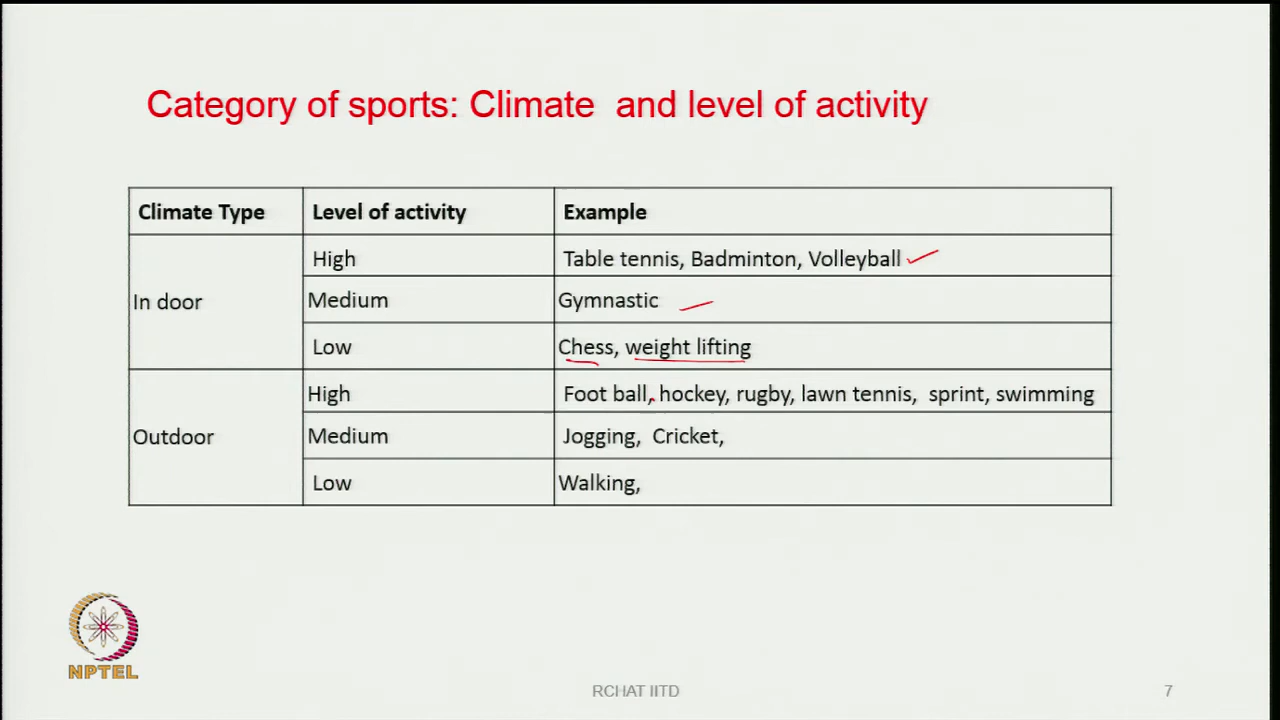 Category of sports: Climate and level of activity
Climate Type Level of activity Example
In door High Table tennis, Badminton, Volleyball
Medium Gymnastic
Low Chess, weight lifting
Outdoor High Foot ball, hockey, rugby, lawn tennis, sprint, swimming
Medium Jogging, Cricket,
Low Walking,
NPTEL
RCHAT IITD
7